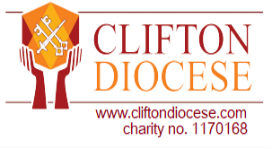 CLIFTON
DIOCESE
www.cliftondiocese.com
charity no. 1170168